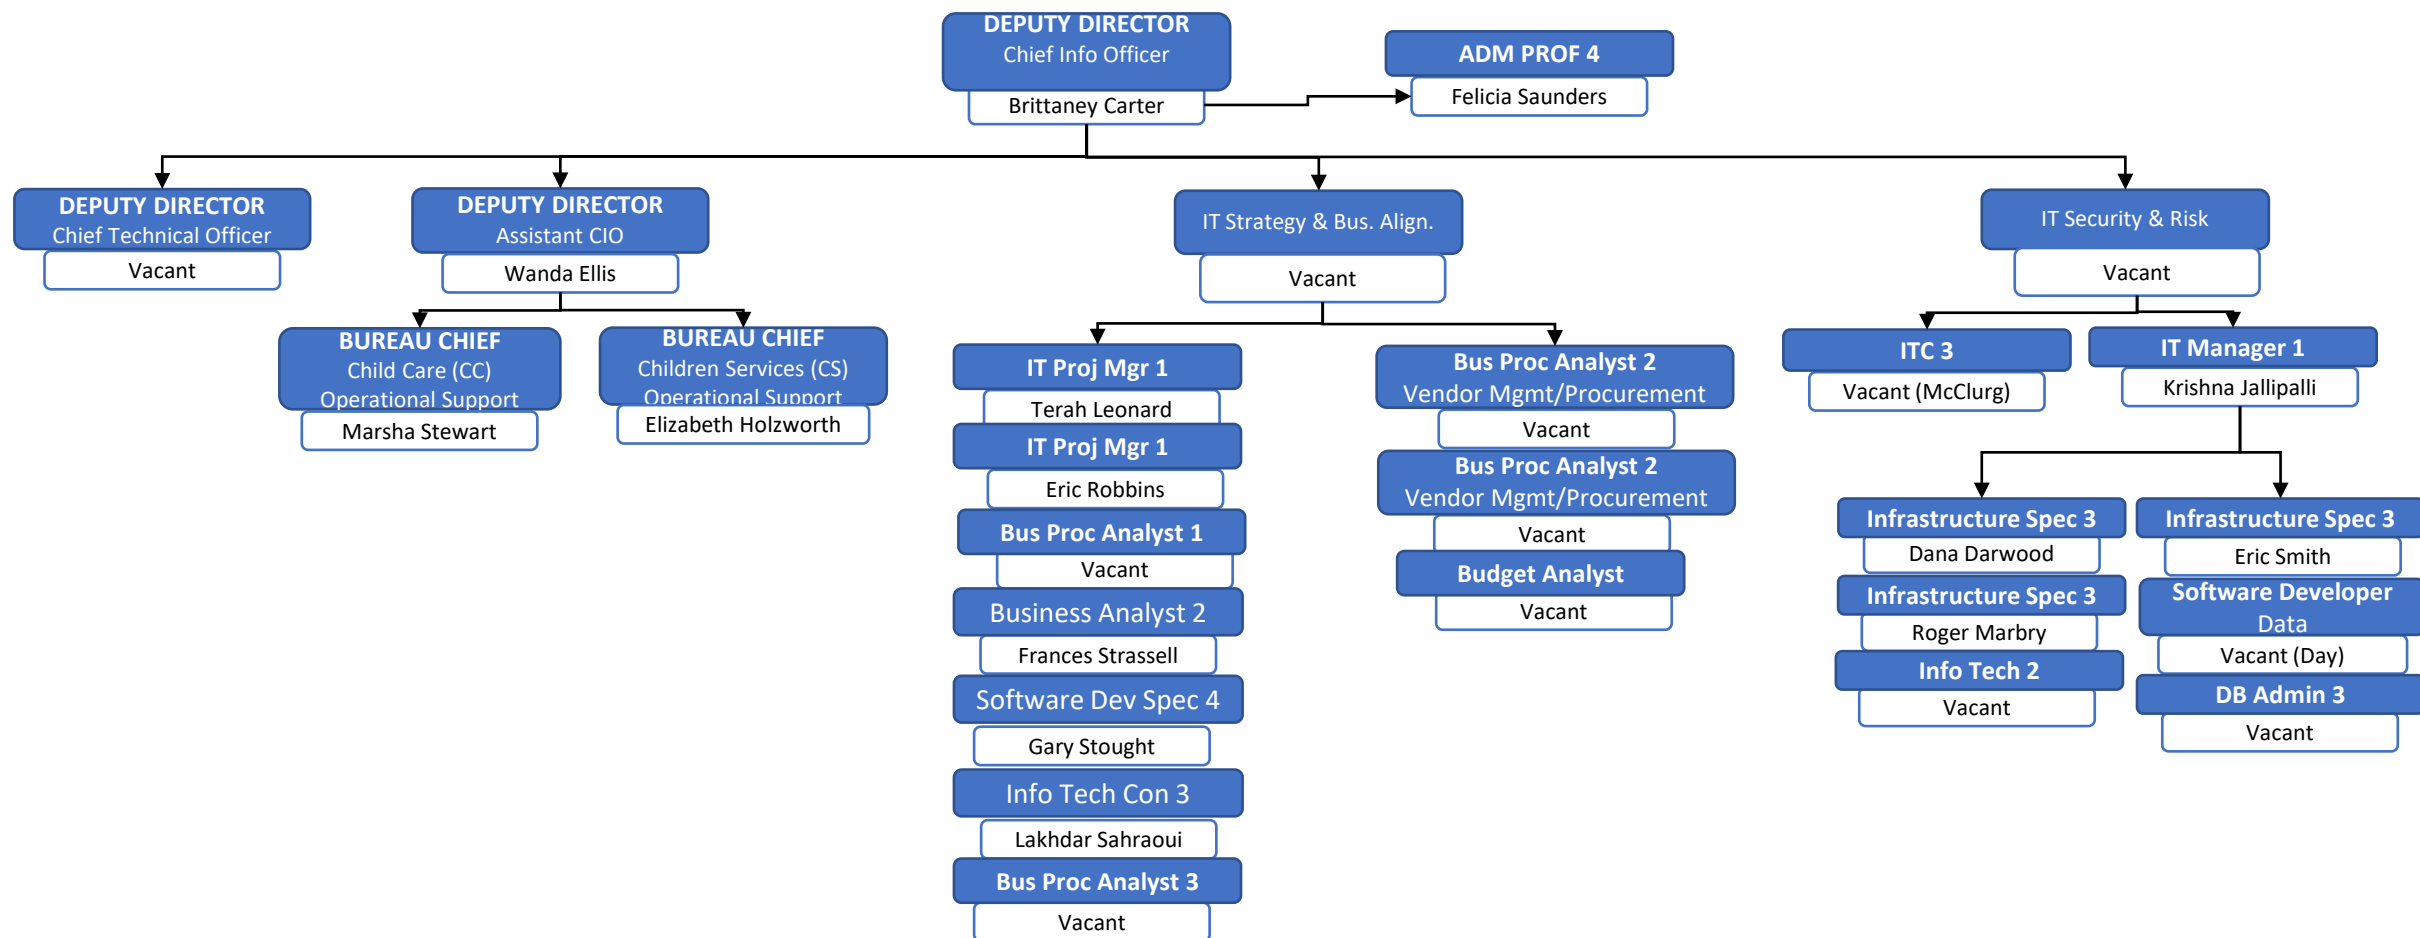 DEPUTY DIRECTOR
Chief Info Officer
Brittaney Carter
ADM PROF 4
Felicia Saunders
DEPUTY DIRECTOR
Chief Technical Officer
Vacant
DEPUTY DIRECTOR
Assistant CIO
Wanda Ellis
IT Strategy & Bus. Align.
Vacant
IT Security & Risk
Vacant
BUREAU CHIEF
Child Care (CC)
Operational Support
Marsha Stewart
BUREAU CHIEF
Children Services (CS)
Operational Support
Elizabeth Holzworth
IT Proj Mgr 1
Terah Leonard
IT Proj Mgr 1
Eric Robbins
Bus Proc Analyst 1
Vacant
Business Analyst 2
Frances Strassell
Software Dev Spec 4
Gary Stought
Info Tech Con 3
Lakhdar Sahraoui
Bus Proc Analyst 3
Vacant
Bus Proc Analyst 2
Vendor Mgmt/Procurement
Vacant
Bus Proc Analyst 2
Vendor Mgmt/Procurement
Vacant
Budget Analyst
Vacant
ITC 3
Vacant (McClurg)
IT Manager 1
Krishna Jallipalli
Infrastructure Spec 3
Dana Darwood
Infrastructure Spec 3
Roger Marbry
Info Tech 2
Vacant
Infrastructure Spec 3
Eric Smith
Software Developer
Data
Vacant (Day)
DB Admin 3
Vacant